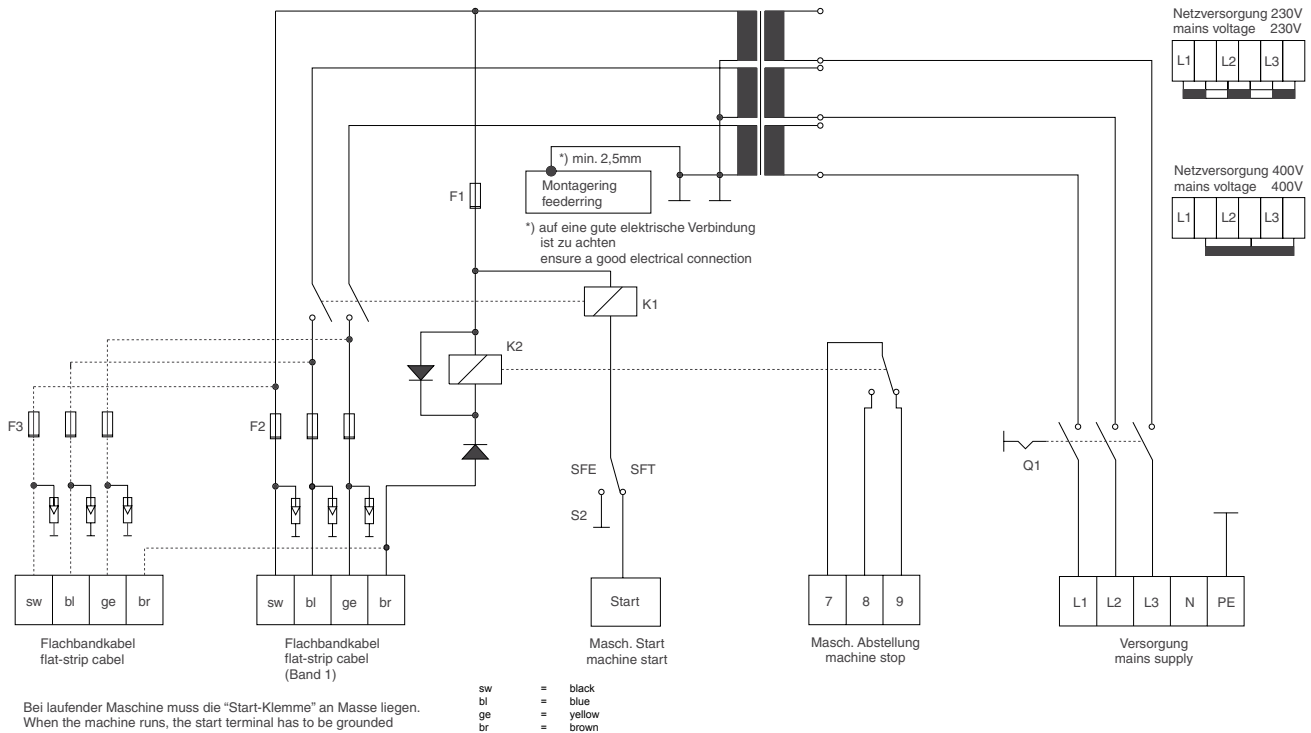 Netzversorgung 230V
mains voltage 230V
L1 L2 L3
Netzversorgung 400V
mains voltage 400V
L1 L2 L3
*) min. 2,5mm
Montagering
feederring
*) auf eine gute elektrische Verbindung
ist zu achten
ensure a good electrical connection
F1
K1
K2
F3
F2
SFE SFT
S2
Q1
sw bl ge br
Flachbandkabel
flat-strip cabel
sw bl ge br
Flachbandkabel
flat-strip cabel
(Band 1)
Start
Masch. Start
machine start
7 8 9
Masch. Abstellung
machine stop
L1 L2 L3 N PE
Versorgung
mains supply
Bei laufender Maschine muss die “Start-Klemme” an Masse liegen.
When the machine runs, the start terminal has to be grounded
sw = black
bl = blue
ge = yellow
br = brown